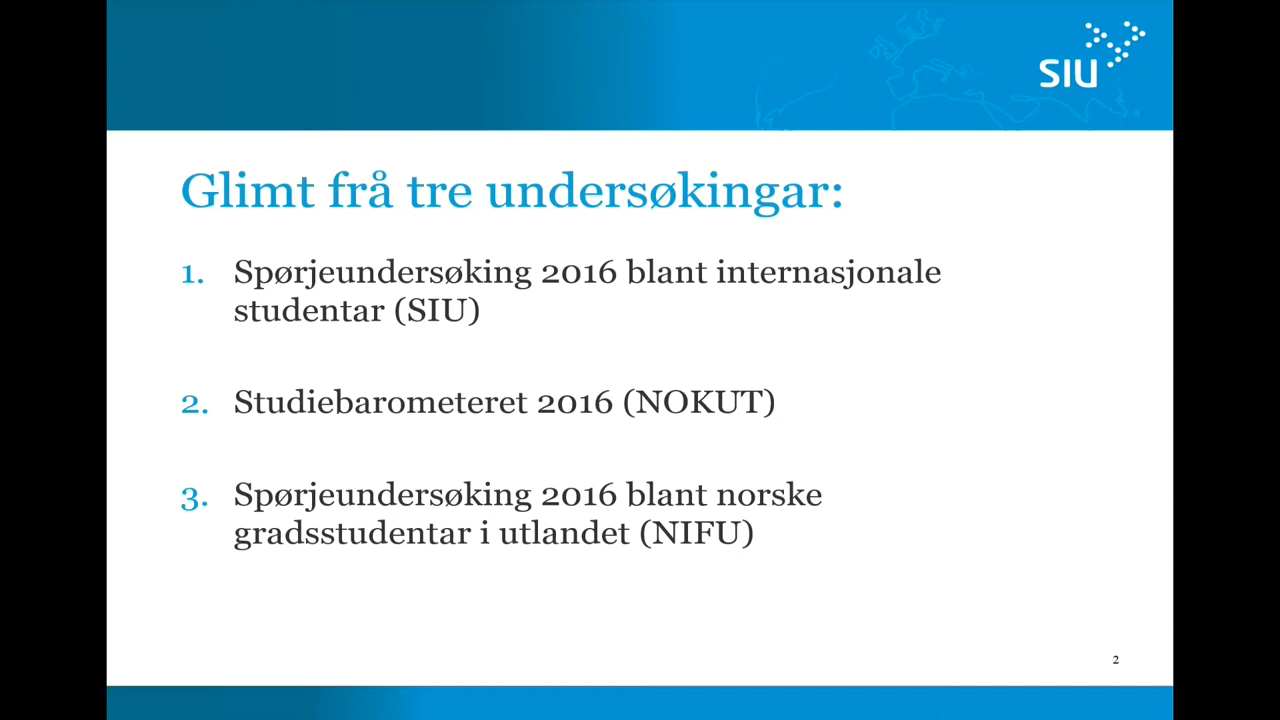 SIU
Glimt frå tre undersøkingar:
1. Spørjeundersøking 2016 blant internasjonale
studentar (SIU)
2. Studiebarometeret 2016 (NOKUT)
3. Spørjeundersøking 2016 blant norske
gradsstudentar i utlandet (NIFU)
2